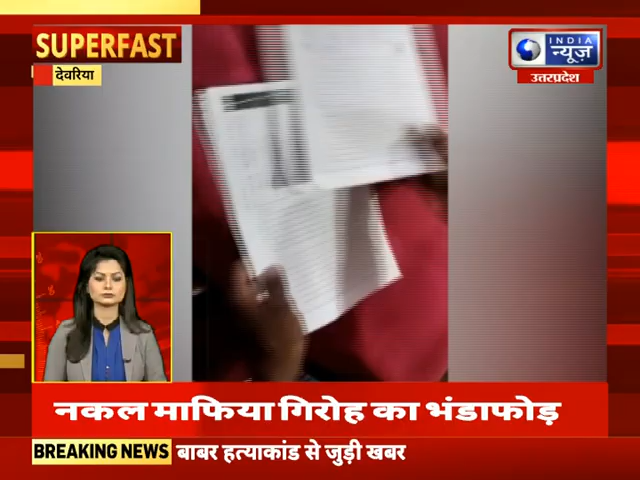 SUPERFAST
देवरिया
INDIA
न्यूज़
उत्तरप्रदेश
नकल माफिया गिरोह का भंडाफोड़
BREAKING NEWS बाबर हत्याकांड से जुड़ी खबर